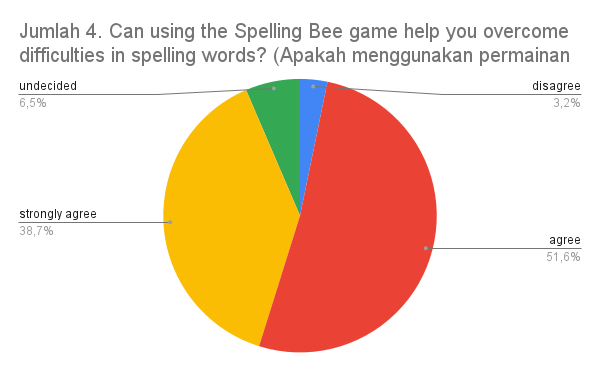 Jumlah 4. Can using the Spelling Bee game help you overcome
difficulties in spelling words? (Apakah menggunakan permainan
undecided
6,5%
disagree
3,2%
strongly agree
38,7%
agree
51,6%